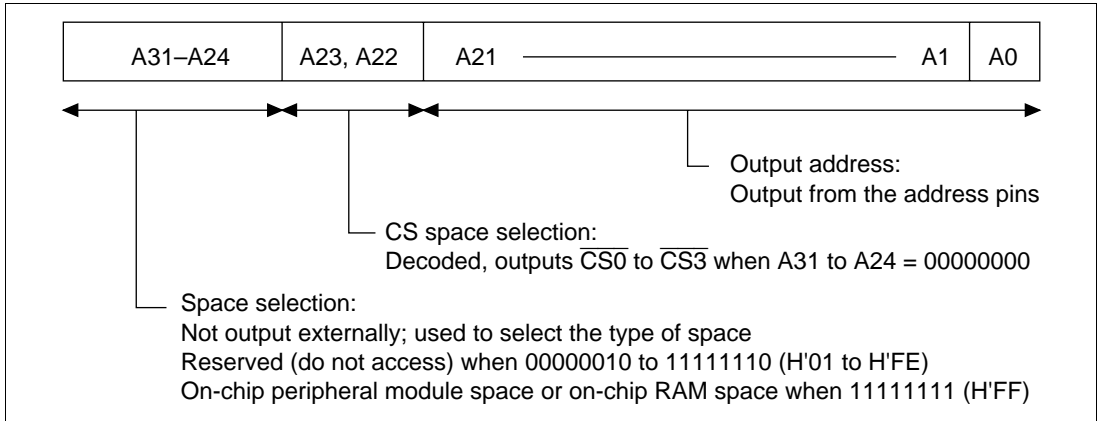 A31–A24 A23, A22 A21 A1 A0
Output address:
Output from the address pins
CS space selection:
Decoded, outputs C̅S̅0̅ to C̅S̅3̅ when A31 to A24 = 00000000
Space selection:
Not output externally; used to select the type of space
Reserved (do not access) when 00000010 to 11111110 (H'01 to H'FE)
On-chip peripheral module space or on-chip RAM space when 11111111 (H'FF)